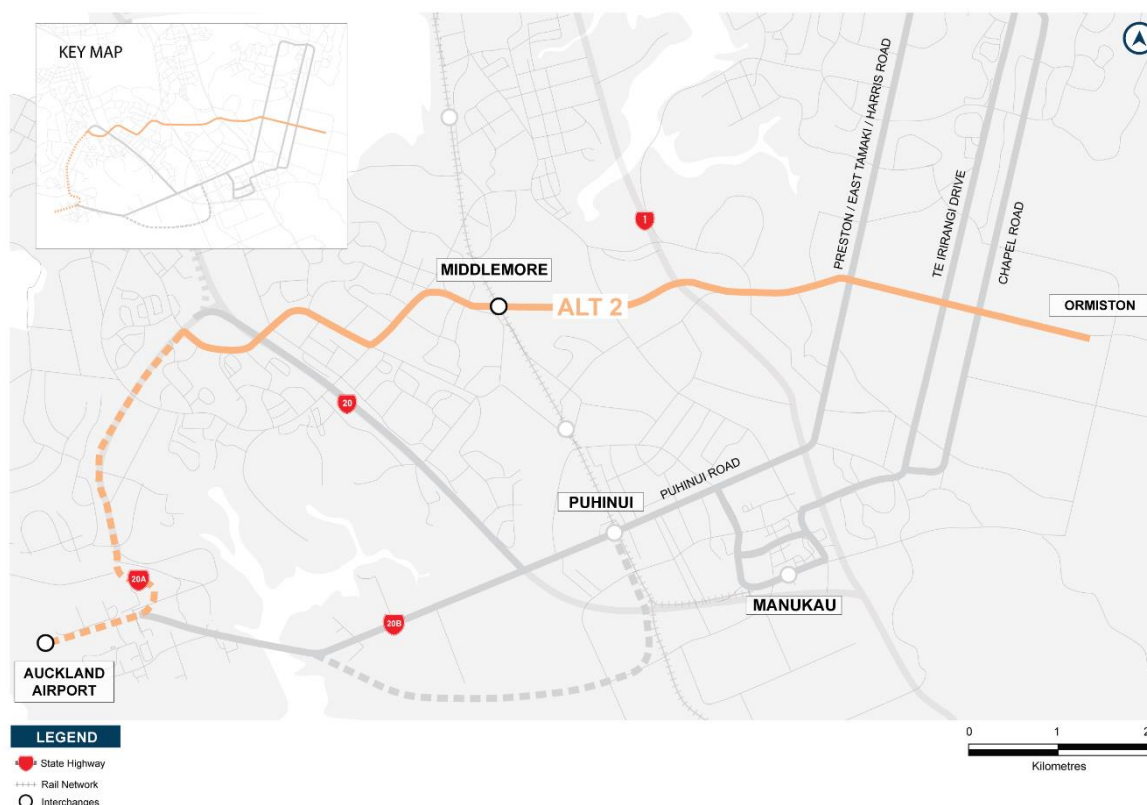 KEY MAP
PRESTON / EAST TAMAKI / HARRIS ROAD
TE IRIRANGI DRIVE
CHAPEL ROAD
1
MIDDLEMORE
ALT 2
ORMISTON
20
PUHINUI ROAD
PUHINUI
20A
20B
MANUKAU
AUCKLAND
AIRPORT
LEGEND
State Highway
Rail Network
Interchanges
0 1 2
Kilometres